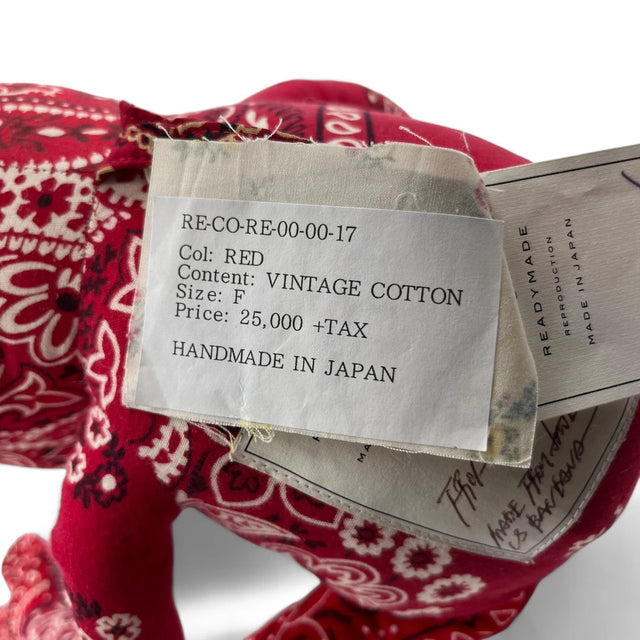 RE-CO-RE-00-00-17
Col: RED
Content: VINTAGE COTTON
Size: F
Price: 25,000 +TAX
HANDMADE IN JAPAN
READYMADE
REPRODUCTION
MADE IN JAPAN
MADE